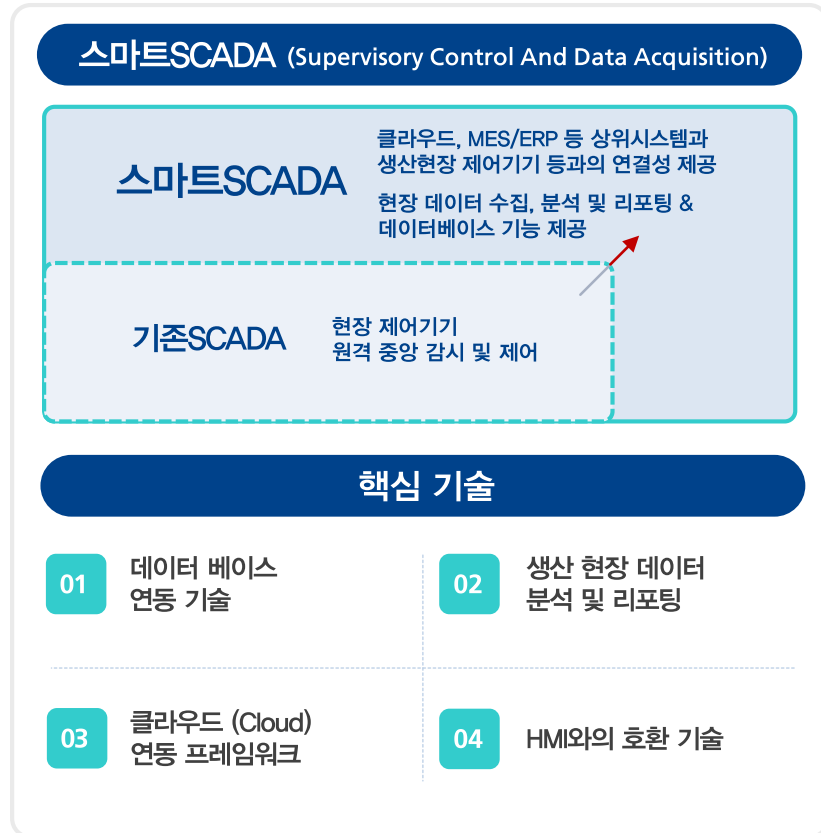 스마트SCADA (Supervisory Control And Data Acquisition)
스마트SCADA
클라우드, MES/ERP 등 상위시스템과
생산현장 제어기기 등과의 연결성 제공
현장 데이터 수집, 분석 및 리포팅 &
데이터베이스 기능 제공
기존SCADA
현장 제어기기
원격 중앙 감시 및 제어
핵심 기술
01
데이터 베이스
연동 기술
02
생산 현장 데이터
분석 및 리포팅
03
클라우드 (Cloud)
연동 프레임워크
04
HMI와의 호환 기술